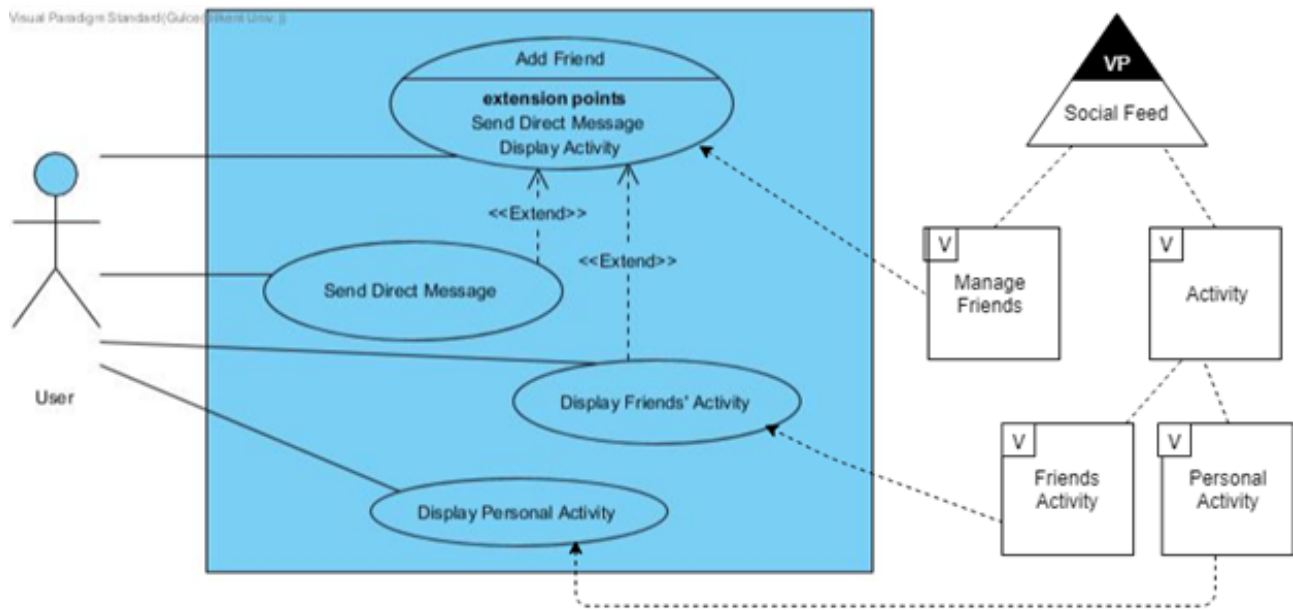 Visual Paradigm Standard(Gulce Univ.))
Add Friend
extension points
Send Direct Message
Display Activity
<<Extend>>
<<Extend>>
Send Direct Message
Display Friends' Activity
Display Personal Activity
User
VP
Social Feed
V
Manage
Friends
V
Activity
V
Friends
Activity
V
Personal
Activity